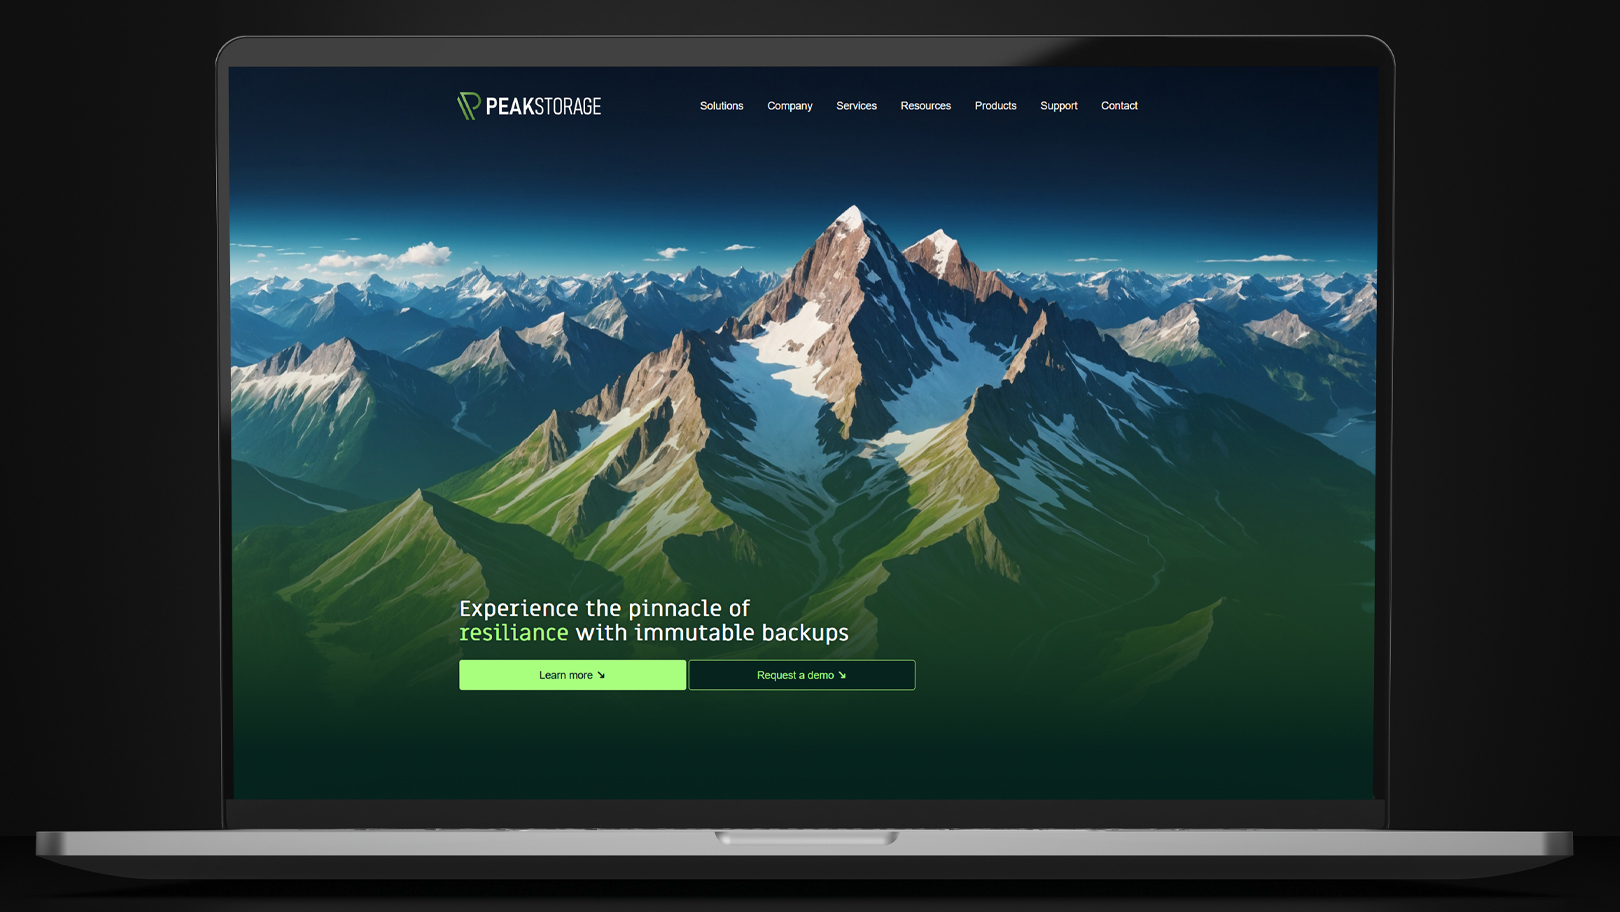 PEAKSTORAGE
Solutions Company Services Resources Products Support Contact
Experience the pinnacle of
resiliance with immutable backups
Learn more ↘ Request a demo ↘